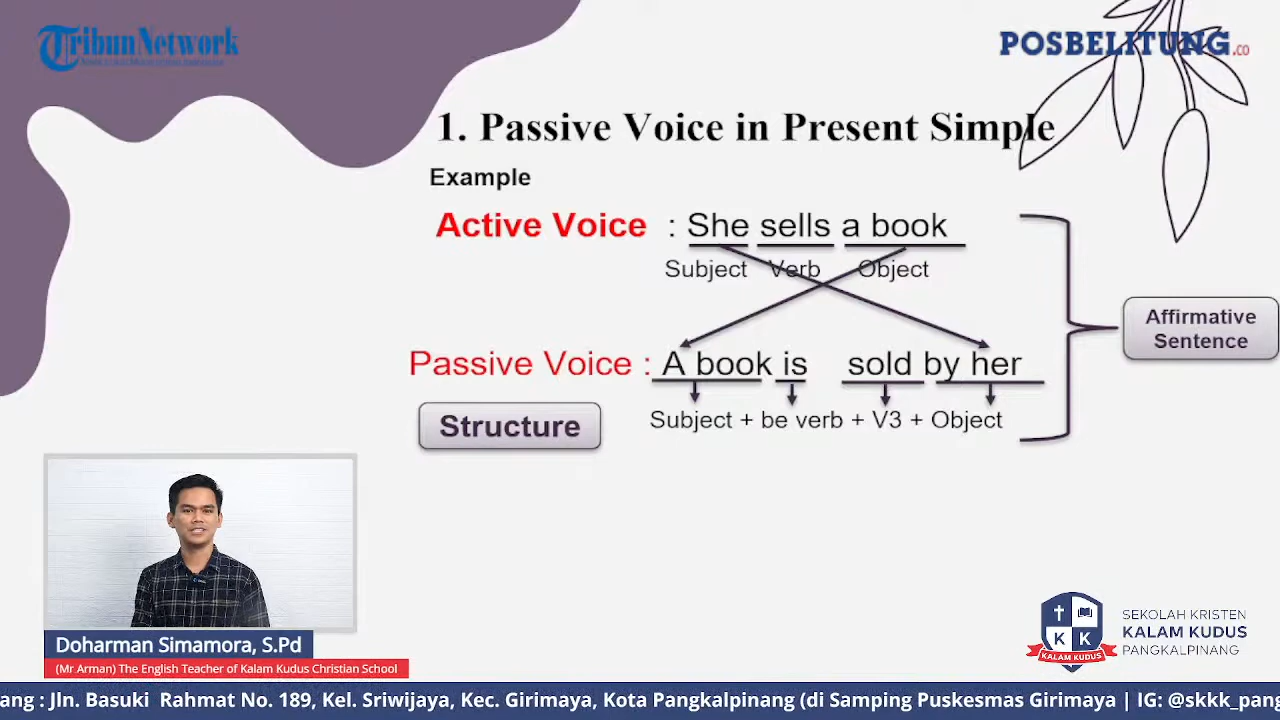 TribunNetwork
POSBELITUNG.co
1. Passive Voice in Present Simple
Example
Active Voice : She sells a book
Subject Verb Object
Affirmative
Sentence
Passive Voice : A book is sold by her
Structure
Subject + be verb + V3 + Object
Doharman Simamora, S.Pd
(Mr Arman) The English Teacher of Kalam Kudus Christian School
K K
KALAM KUDUS
SEKOLAH KRISTEN
KALAM KUDUS
PANGKALPINANG
ang : Jln. Basuki Rahmat No. 189, Kel. Sriwijaya, Kec. Girimaya, Kota Pangkalpinang (di Samping Puskesmas Girimaya | IG: @skkk_pang